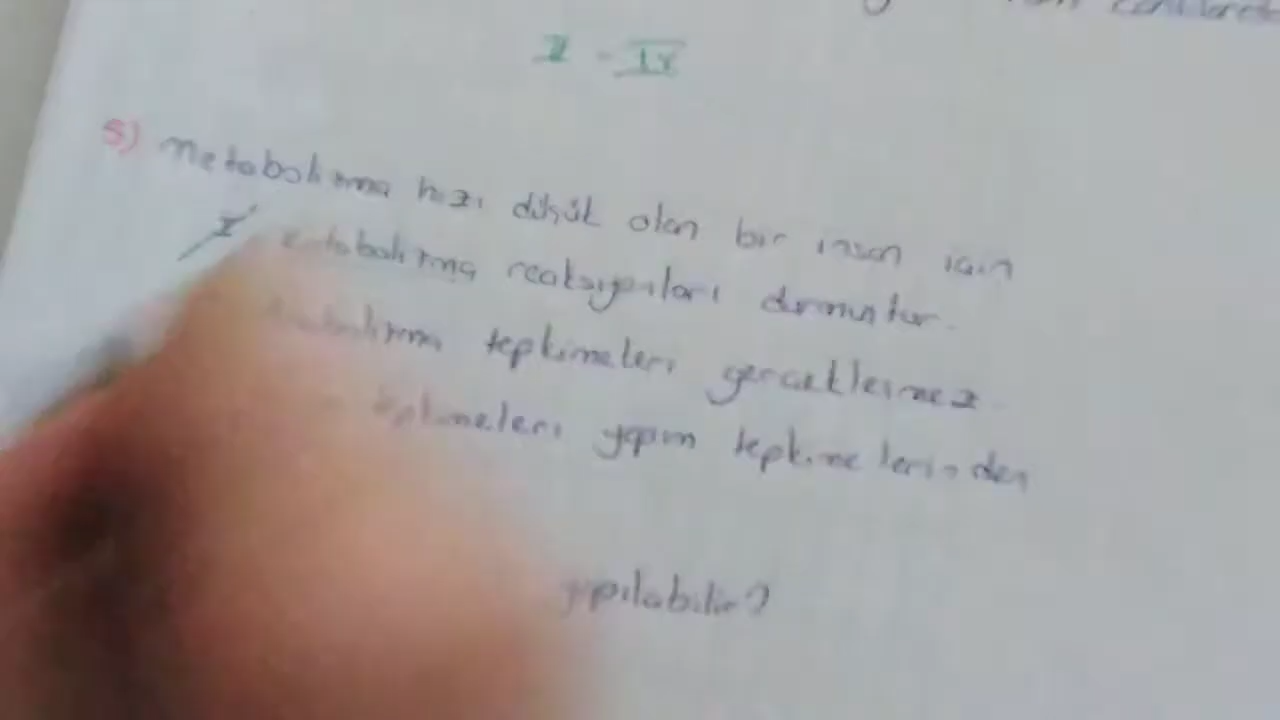 I - IV
5) Metabolizma hızı düşük olan bir insan için
I katabolizma reaksiyonları durmuştur.
tepkimeleri gerçekleşmez.
tepkimeleri yapım tepkimelerinden
yapılabilir?